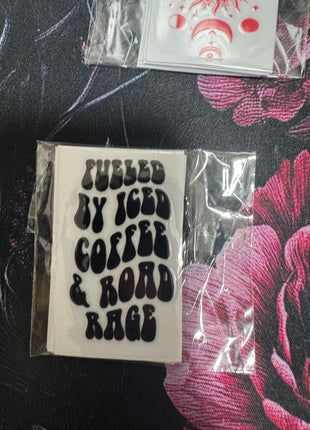 FUELED
BY ICED
COFFEE
& ROAD
RAGE